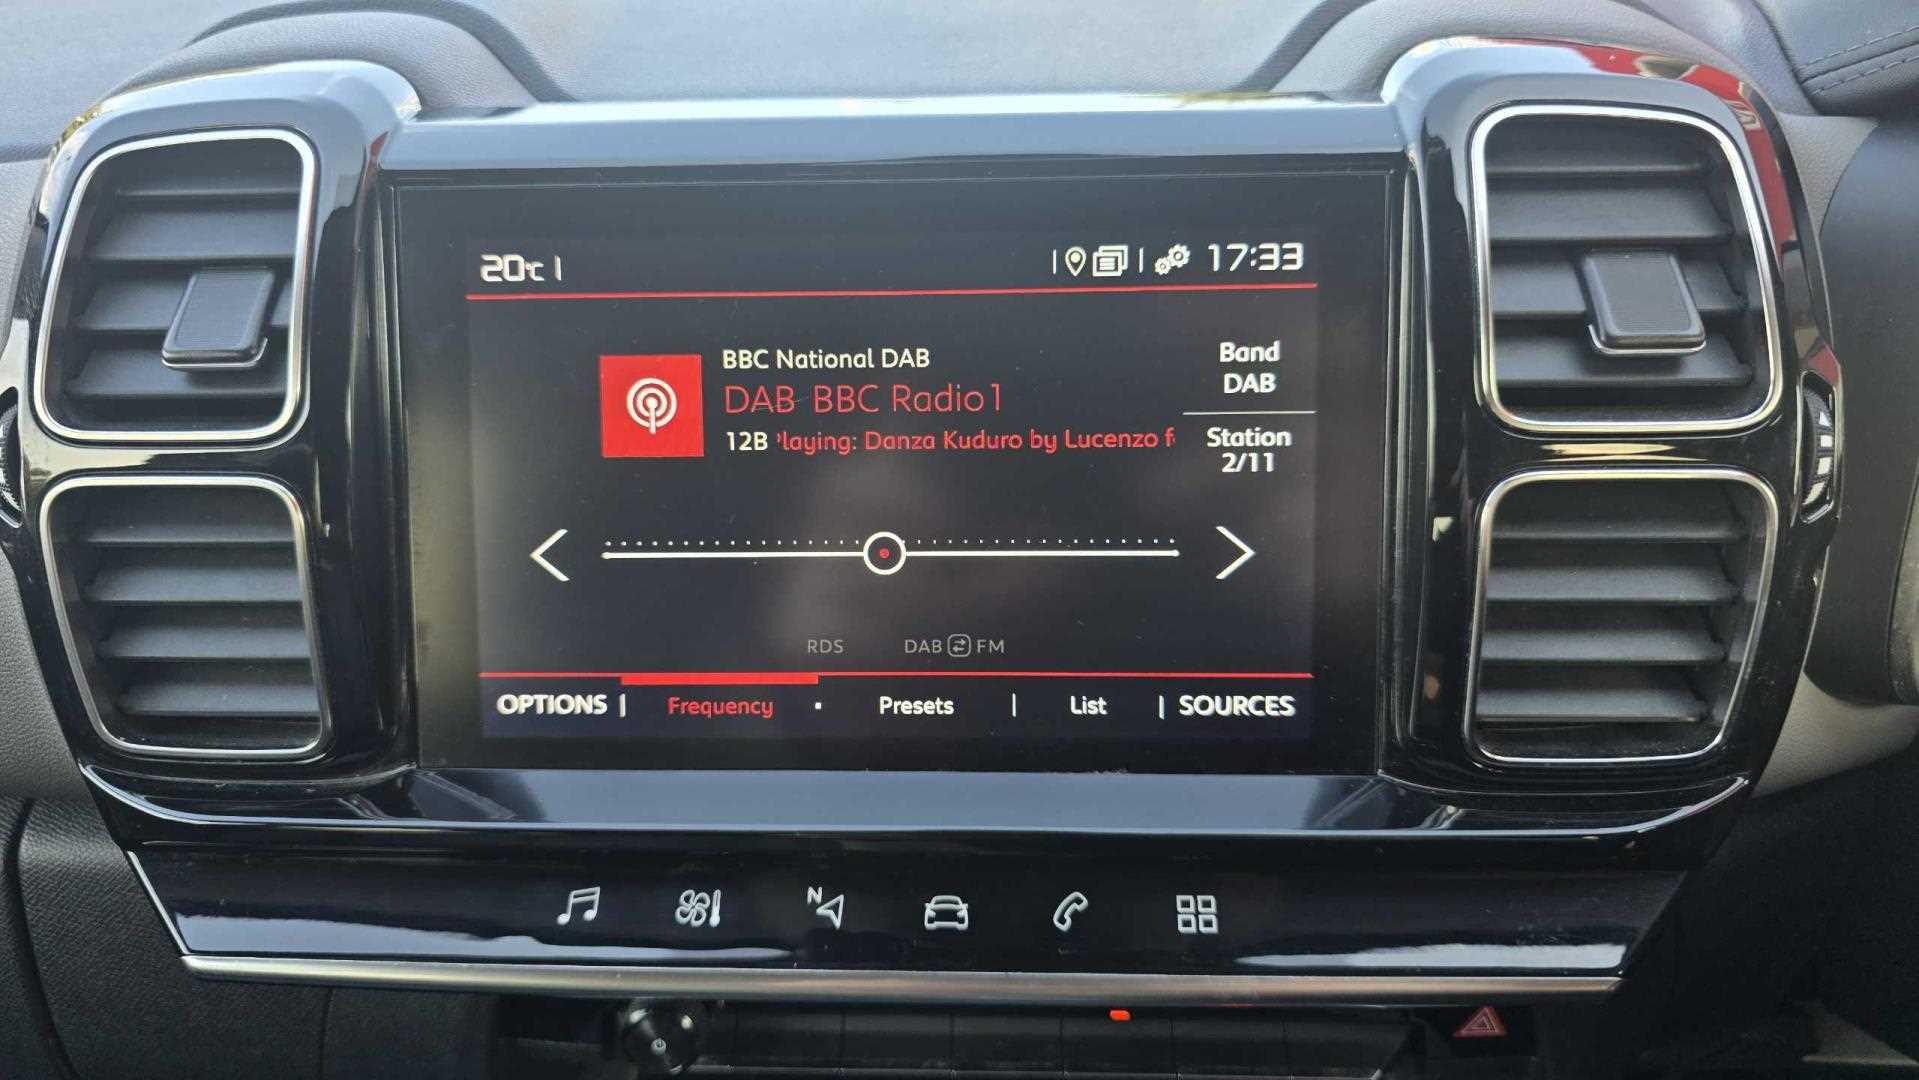 20°C
17:33
BBC National DAB
DAB BBC Radio1
12B 'laying: Danza Kuduro by Lucenzo f
Band
DAB
Station
2/11
RDS DAB FM
OPTIONS | Frequency Presets | List | SOURCES
N